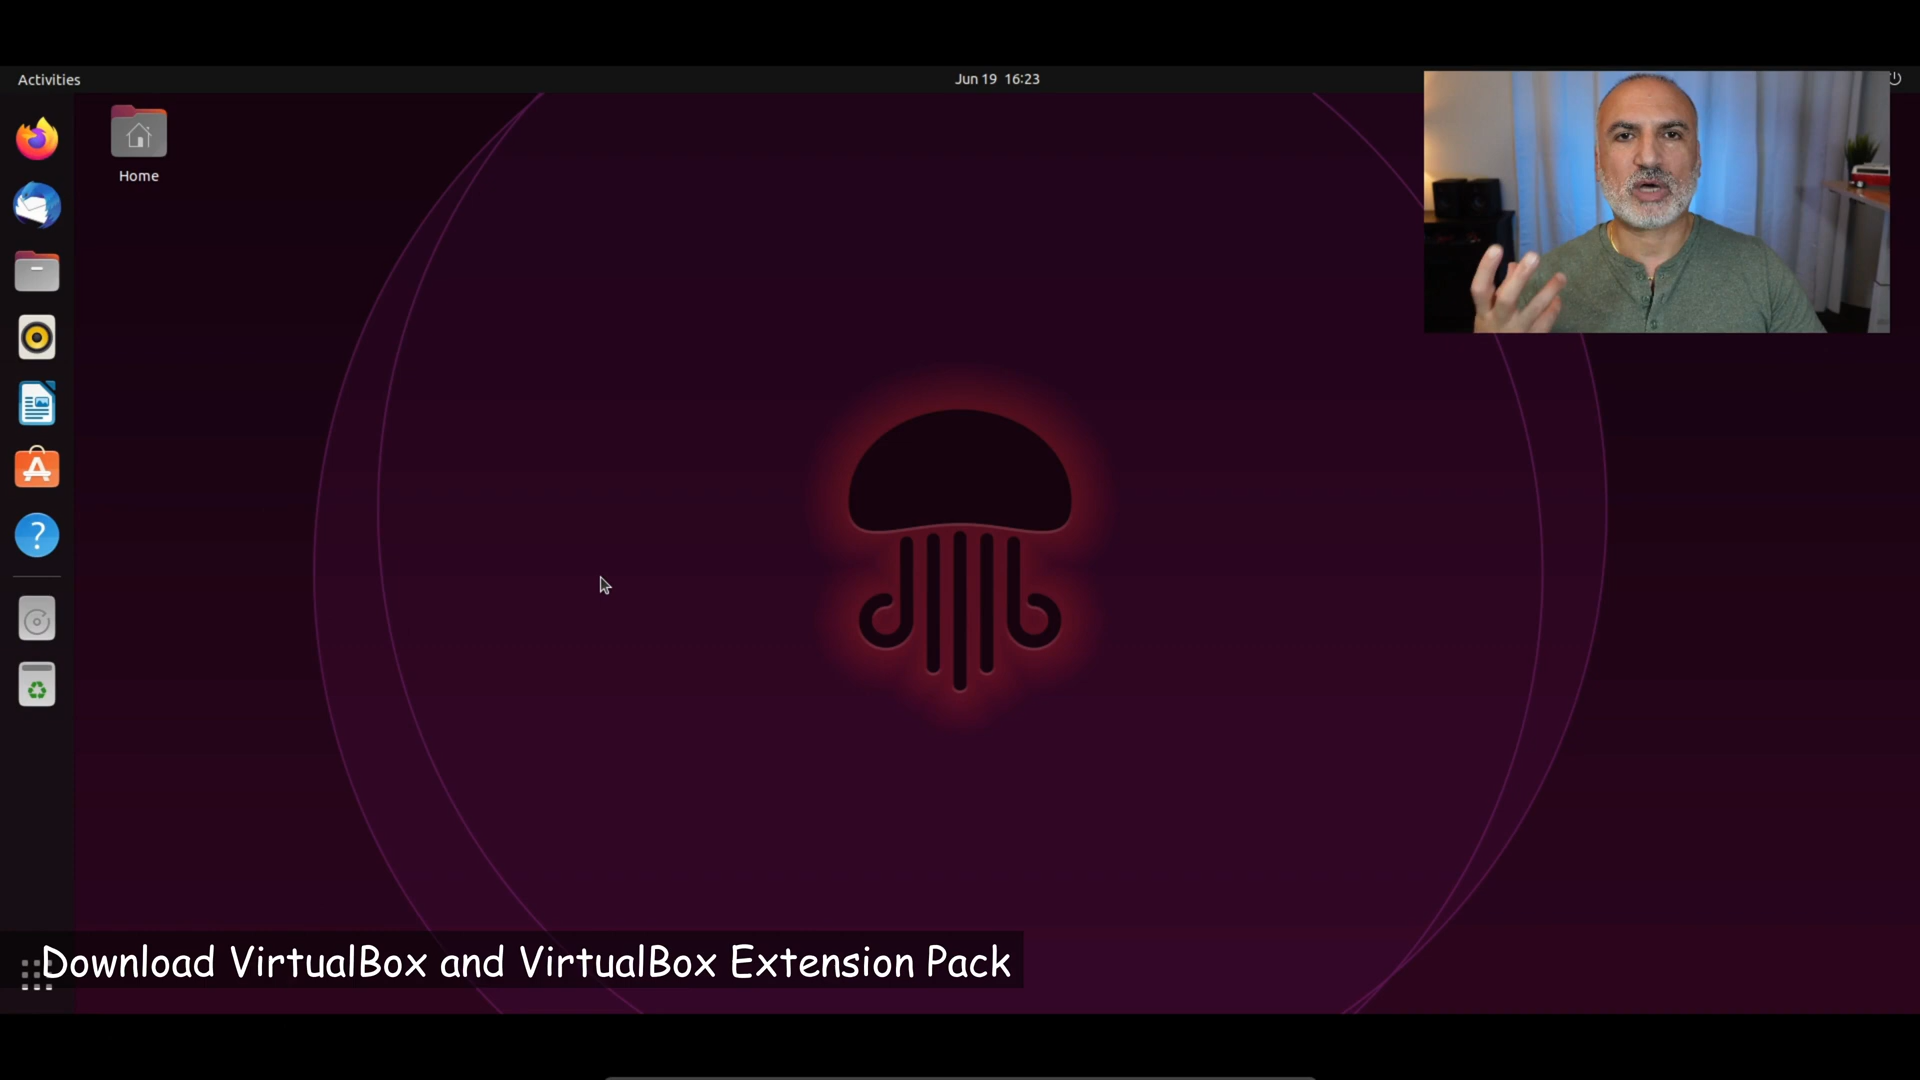 Activities
Jun 19 16:23
Home
Download VirtualBox and VirtualBox Extension Pack